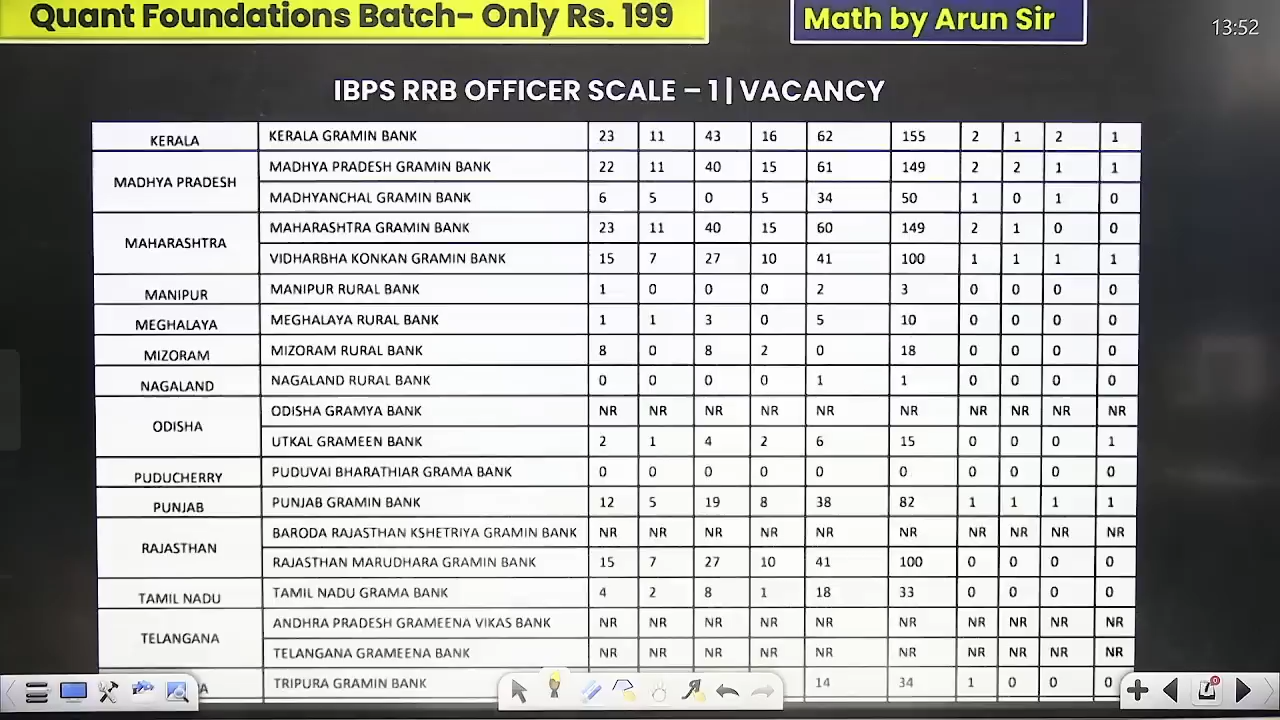 Quant Foundations Batch- Only Rs. 199
Math by Arun Sir
13:52
IBPS RRB OFFICER SCALE – 1 | VACANCY
KERALA KERALA GRAMIN BANK 23 11 43 16 62 155 2 1 2 1
MADHYA PRADESH MADHYA PRADESH GRAMIN BANK 22 11 40 15 61 149 2 2 1 1
MADHYANCHAL GRAMIN BANK 6 5 0 5 34 50 1 0 1 0
MAHARASHTRA MAHARASHTRA GRAMIN BANK 23 11 40 15 60 149 2 1 0 0
VIDHARBHA KONKAN GRAMIN BANK 15 7 27 10 41 100 1 1 1 1
MANIPUR MANIPUR RURAL BANK 1 0 0 0 2 3 0 0 0 0
MEGHALAYA MEGHALAYA RURAL BANK 1 1 3 0 5 10 0 0 0 0
MIZORAM MIZORAM RURAL BANK 8 0 8 2 0 18 0 0 0 0
NAGALAND NAGALAND RURAL BANK 0 0 0 0 1 1 0 0 0 0
ODISHA ODISHA GRAMYA BANK NR NR NR NR NR NR NR NR NR NR
UTKAL GRAMEEN BANK 2 1 4 2 6 15 0 0 0 1
PUDUCHERRY PUDUVAI BHARATHIAR GRAMA BANK 0 0 0 0 0 0 0 0 0 0
PUNJAB PUNJAB GRAMIN BANK 12 5 19 8 38 82 1 1 1 1
RAJASTHAN BARODA RAJASTHAN KSHETRIYA GRAMIN BANK NR NR NR NR NR NR NR NR NR NR
RAJASTHAN MARUDHARA GRAMIN BANK 15 7 27 10 41 100 0 0 0 0
TAMIL NADU TAMIL NADU GRAMA BANK 4 2 8 1 18 33 0 0 0 0
TELANGANA ANDHRA PRADESH GRAMEENA VIKAS BANK NR NR NR NR NR NR NR NR NR NR
TELANGANA GRAMEENA BANK NR NR NR NR NR NR NR NR NR NR
TRIPURA GRAMIN BANK 14 34 1 0 0 0